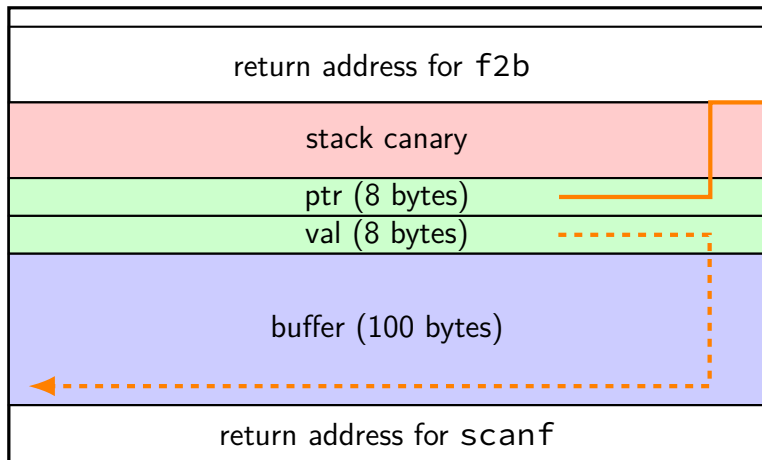 return address for f2b
stack canary
ptr (8 bytes)
val (8 bytes)
buffer (100 bytes)
return address for scanf